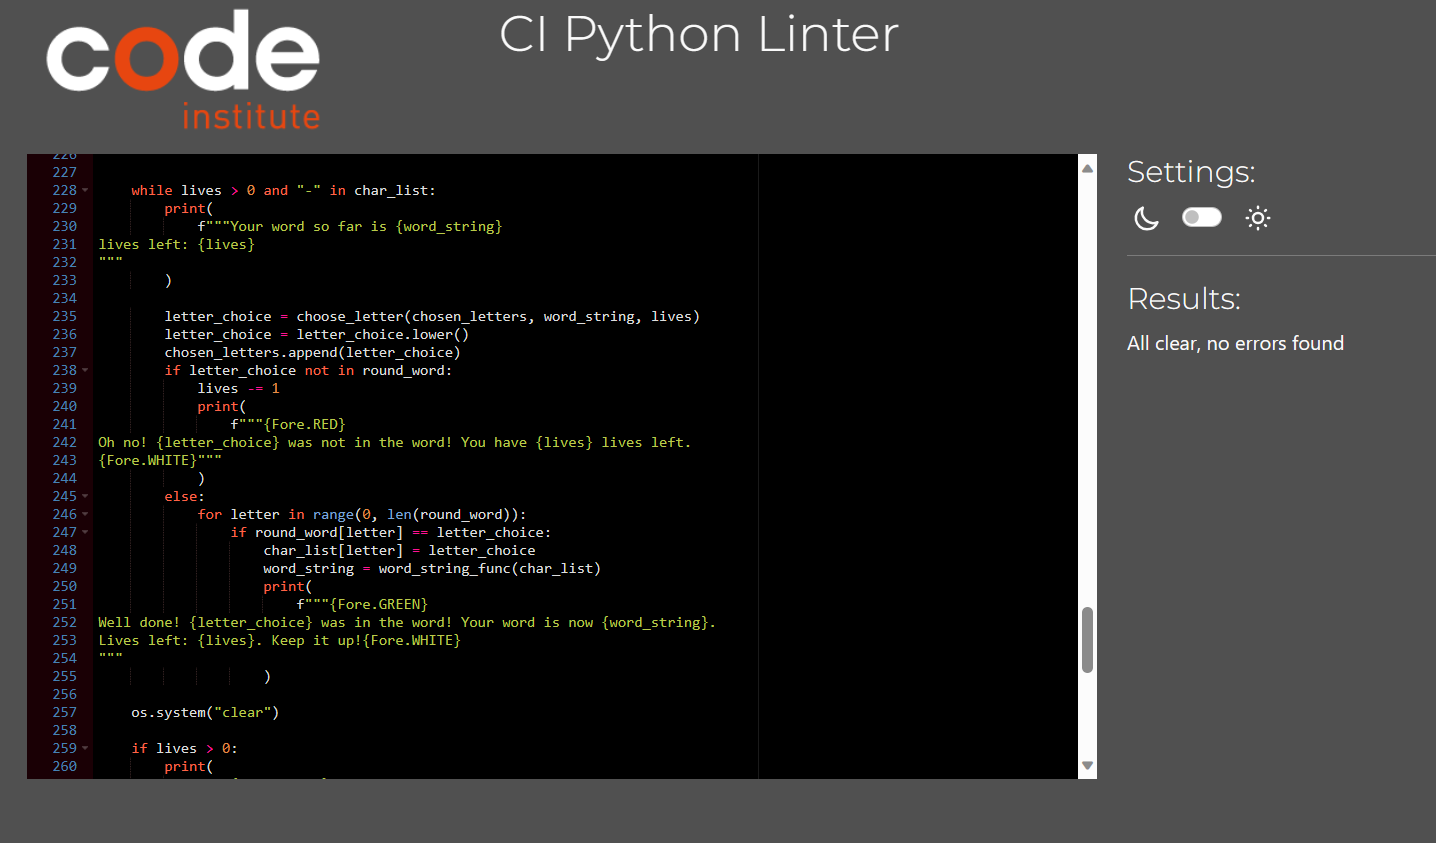 code
institute
CI Python Linter
226
227
228 while lives > 0 and "-" in char_list:
229 print(
230 f"""Your word so far is {word_string}
231 lives left: {lives}
232 """
233 )
234
235 letter_choice = choose_letter(chosen_letters, word_string, lives)
236 letter_choice = letter_choice.lower()
237 chosen_letters.append(letter_choice)
238 if letter_choice not in round_word:
239 lives -= 1
240 print(
241 f"""{Fore.RED}
242 Oh no! {letter_choice} was not in the word! You have {lives} lives left.
243 {Fore.WHITE}"""
244 )
245 else:
246 for letter in range(0, len(round_word)):
247 if round_word[letter] == letter_choice:
248 char_list[letter] = letter_choice
249 word_string = word_string_func(char_list)
250 print(
251 f"""{Fore.GREEN}
252 Well done! {letter_choice} was in the word! Your word is now {word_string}.
253 Lives left: {lives}. Keep it up!{Fore.WHITE}
254 """
255 )
256
257 os.system("clear")
258
259 if lives > 0:
260 print(
Settings:
Results:
All clear, no errors found